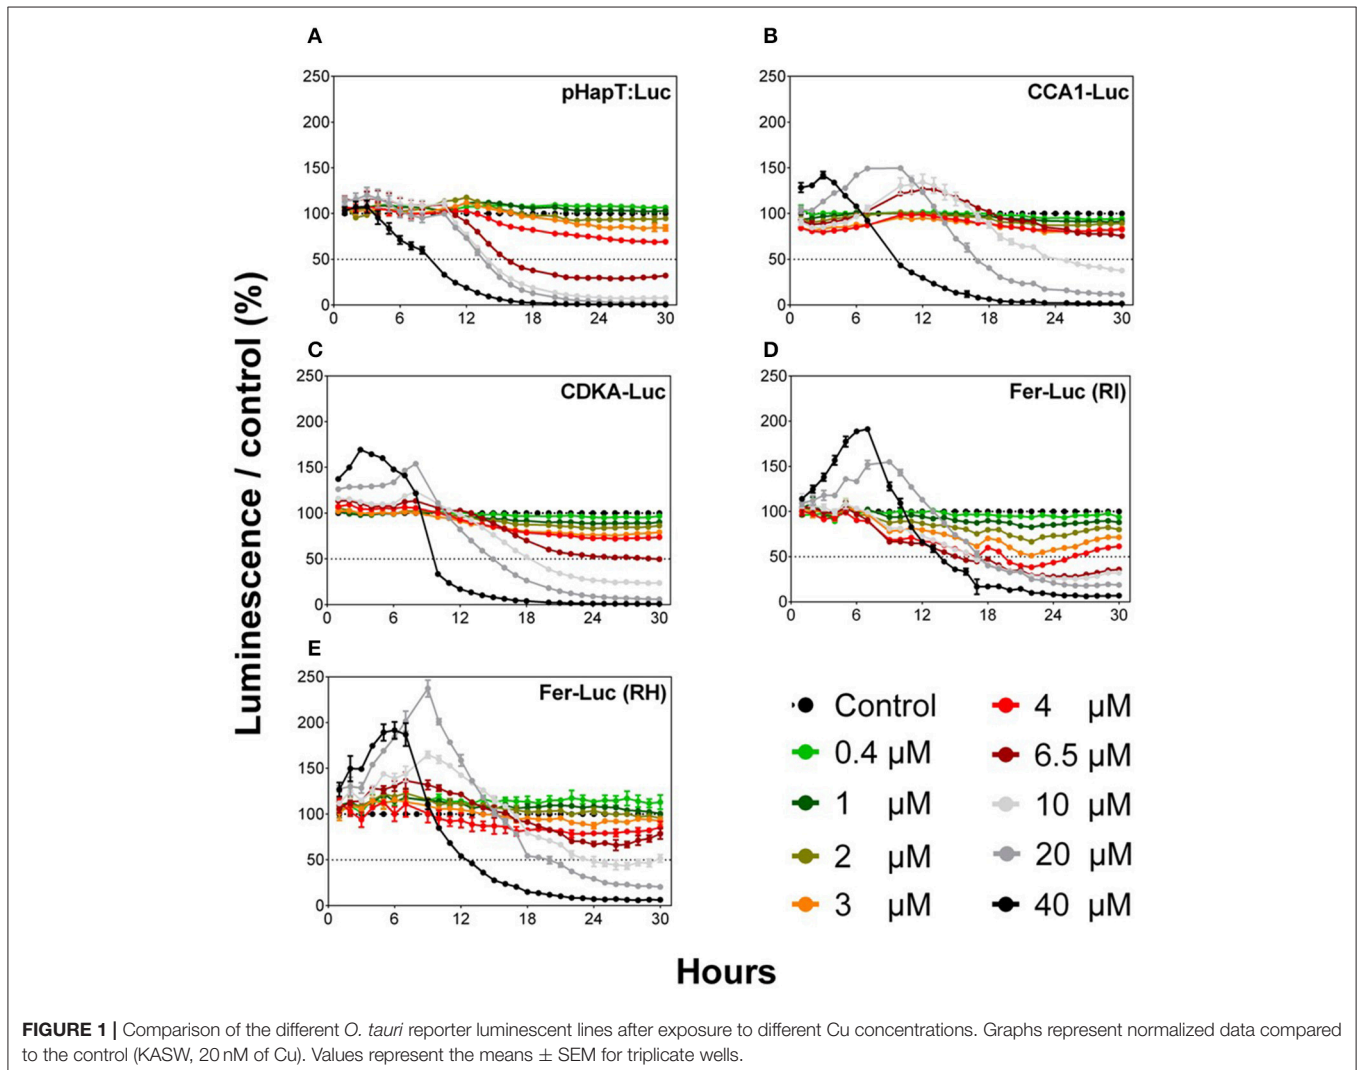 A
B
250
200
150
100
50
0
0 6 12 18 24 30
pHapT:Luc
250
200
150
100
50
0
0 6 12 18 24 30
CCA1-Luc
C
D
250
200
150
100
50
0
0 6 12 18 24 30
CDKA-Luc
250
200
150
100
50
0
0 6 12 18 24 30
Fer-Luc (RI)
E
250
200
150
100
50
0
0 6 12 18 24 30
Fer-Luc (RH)
Luminescence / control (%)
Control
0.4 µM
1 µM
2 µM
3 µM
4 µM
6.5 µM
10 µM
20 µM
40 µM
Hours
FIGURE 1 | Comparison of the different O. tauri reporter luminescent lines after exposure to different Cu concentrations. Graphs represent normalized data compared
to the control (KASW, 20 nM of Cu). Values represent the means ± SEM for triplicate wells.